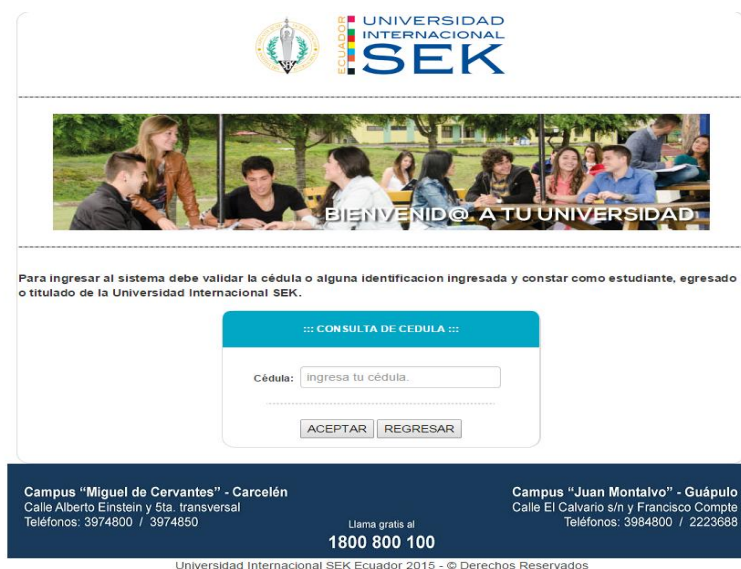 ECUADOR
UNIVERSIDAD
INTERNACIONAL
SEK
BIENVENID@ A TU UNIVERSIDAD
Para ingresar al sistema debe validar la cédula o alguna identificacion ingresada y constar como estudiante, egresado
o titulado de la Universidad Internacional SEK.
::: CONSULTA DE CEDULA :::
Cédula: ingresa tu cédula.
ACEPTAR REGRESAR
Campus “Miguel de Cervantes” - Carcelén
Calle Alberto Einstein y 5ta. transversal
Teléfonos: 3974800 / 3974850
Llama gratis al
1800 800 100
Campus “Juan Montalvo” - Guápulo
Calle El Calvario s/n y Francisco Compte
Teléfonos: 3984800 / 2223688
Universidad Internacional SEK Ecuador 2015 - © Derechos Reservados